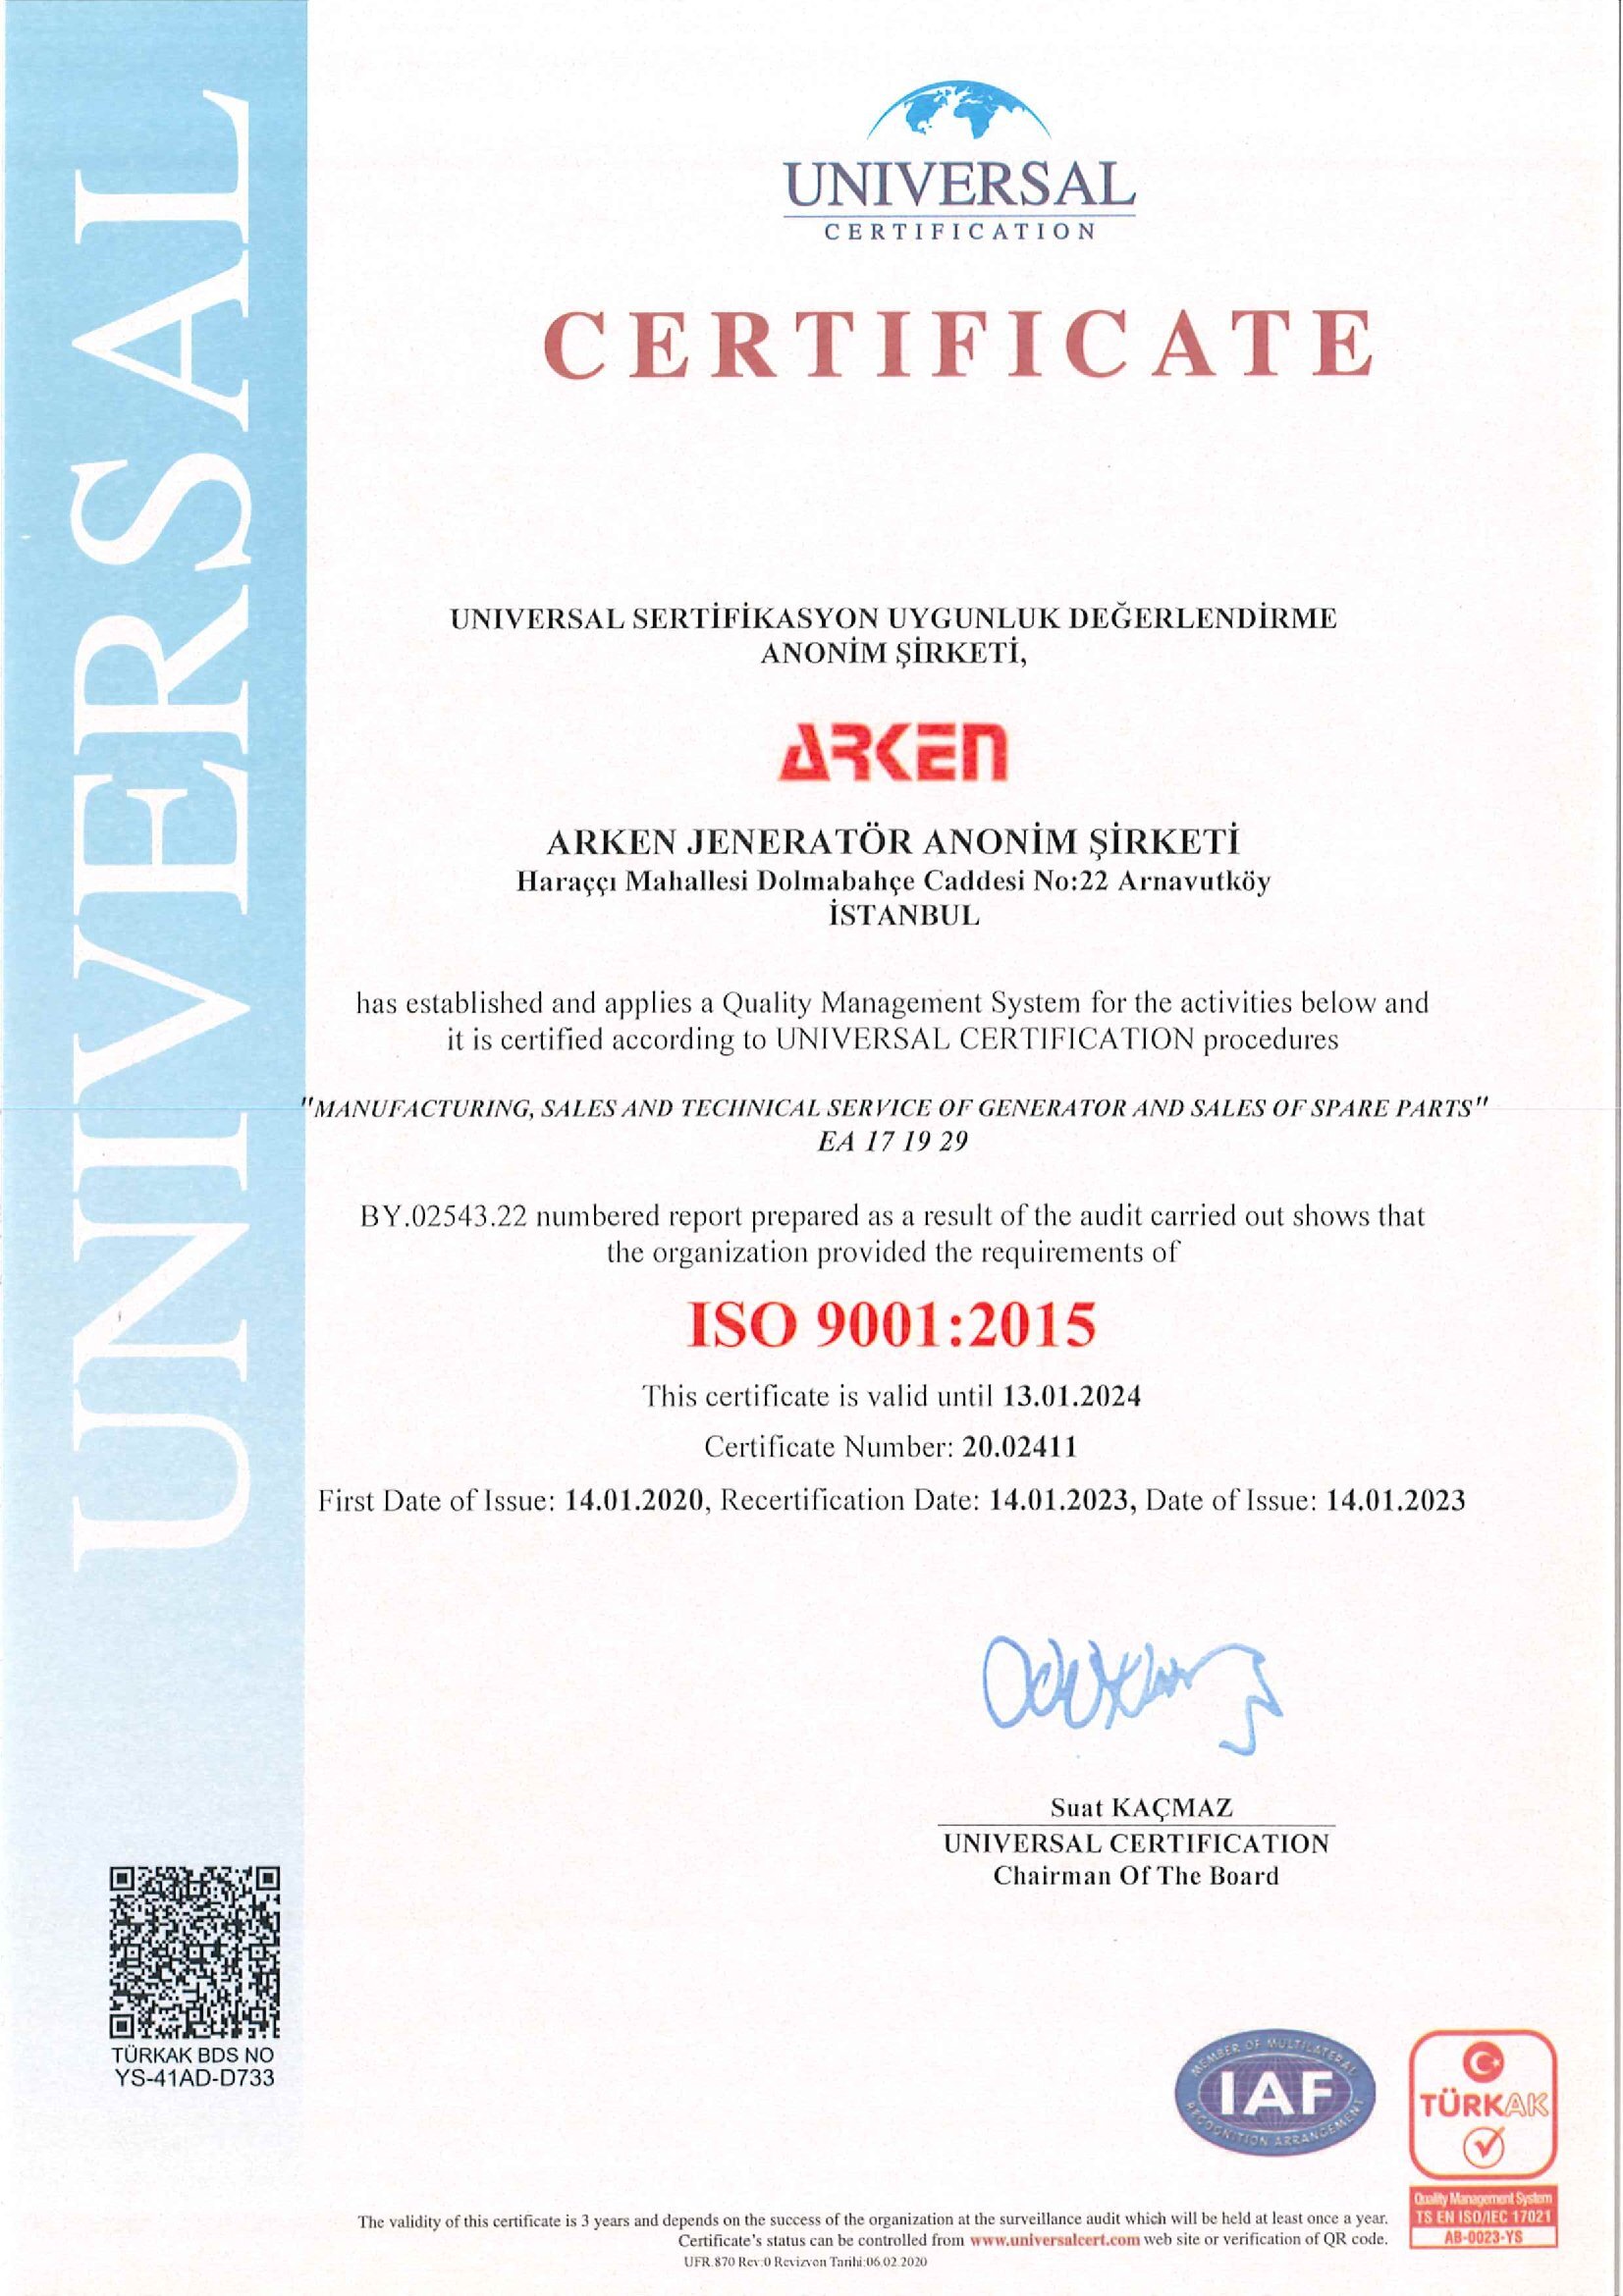 UNIVERSAL
UNIVERSAL
CERTIFICATION
CERTIFICATE
UNIVERSAL SERTİFİKASYON UYGUNLUK DEĞERLENDİRME
ANONİM ŞİRKETİ,
ARKEN
ARKEN JENERATÖR ANONİM ŞİRKETİ
Haraççı Mahallesi Dolmabahçe Caddesi No:22 Arnavutköy
İSTANBUL
has established and applies a Quality Management System for the activities below and
it is certified according to UNIVERSAL CERTIFICATION procedures
"MANUFACTURING, SALES AND TECHNICAL SERVICE OF GENERATOR AND SALES OF SPARE PARTS"
EA 17 19 29
BY.02543.22 numbered report prepared as a result of the audit carried out shows that
the organization provided the requirements of
ISO 9001:2015
This certificate is valid until 13.01.2024
Certificate Number: 20.02411
First Date of Issue: 14.01.2020, Recertification Date: 14.01.2023, Date of Issue: 14.01.2023
Suat KAÇMAZ
UNIVERSAL CERTIFICATION
Chairman Of The Board
TÜRKAK BDS NO
YS-41AD-D733
MEMBER OF MULTILATERAL
IAF
RECOGNITION ARRANGEMENT
TÜRKAK
Quality Management System
TS EN ISO/IEC 17021
AB-0023-YS
The validity of this certificate is 3 years and depends on the success of the organization at the surveillance audit which will be held at least once a year.
Certificate's status can be controlled from www.universalcert.com web site or verification of QR code.
UFR.870 Rev:0 Revizyon Tarihi:06.02.2020